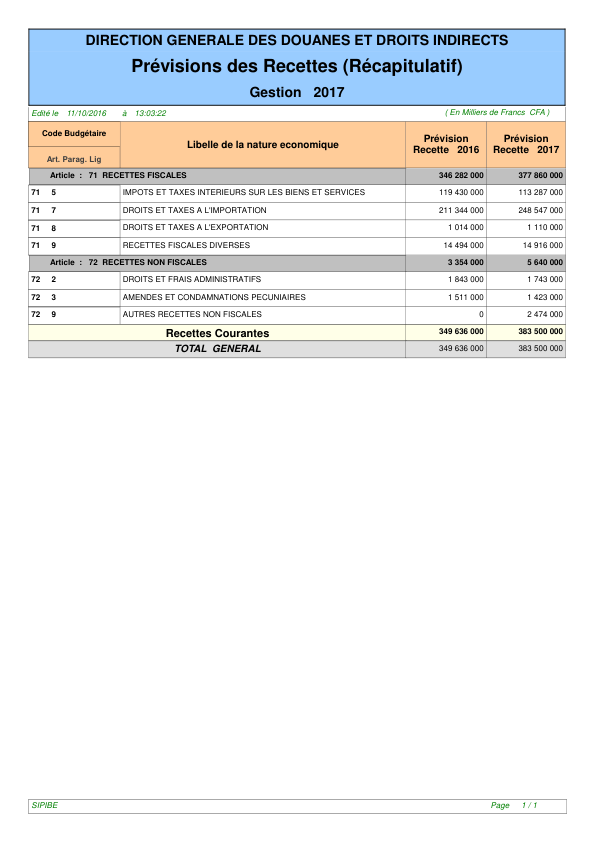 DIRECTION GENERALE DES DOUANES ET DROITS INDIRECTS
Prévisions des Recettes (Récapitulatif)
Gestion 2017
Edité le 11/10/2016 à 13:03:22 ( En Milliers de Francs CFA )
Code Budgétaire
Art. Parag. Lig
Libelle de la nature economique
Prévision Recette 2016
Prévision Recette 2017
Article : 71 RECETTES FISCALES 346 282 000 377 860 000
71 5 IMPOTS ET TAXES INTERIEURS SUR LES BIENS ET SERVICES 119 430 000 113 287 000
71 7 DROITS ET TAXES A L'IMPORTATION 211 344 000 248 547 000
71 8 DROITS ET TAXES A L'EXPORTATION 1 014 000 1 110 000
71 9 RECETTES FISCALES DIVERSES 14 494 000 14 916 000
Article : 72 RECETTES NON FISCALES 3 354 000 5 640 000
72 2 DROITS ET FRAIS ADMINISTRATIFS 1 843 000 1 743 000
72 3 AMENDES ET CONDAMNATIONS PECUNIAIRES 1 511 000 1 423 000
72 9 AUTRES RECETTES NON FISCALES 0 2 474 000
Recettes Courantes 349 636 000 383 500 000
TOTAL GENERAL 349 636 000 383 500 000
SIPIBE Page 1 / 1